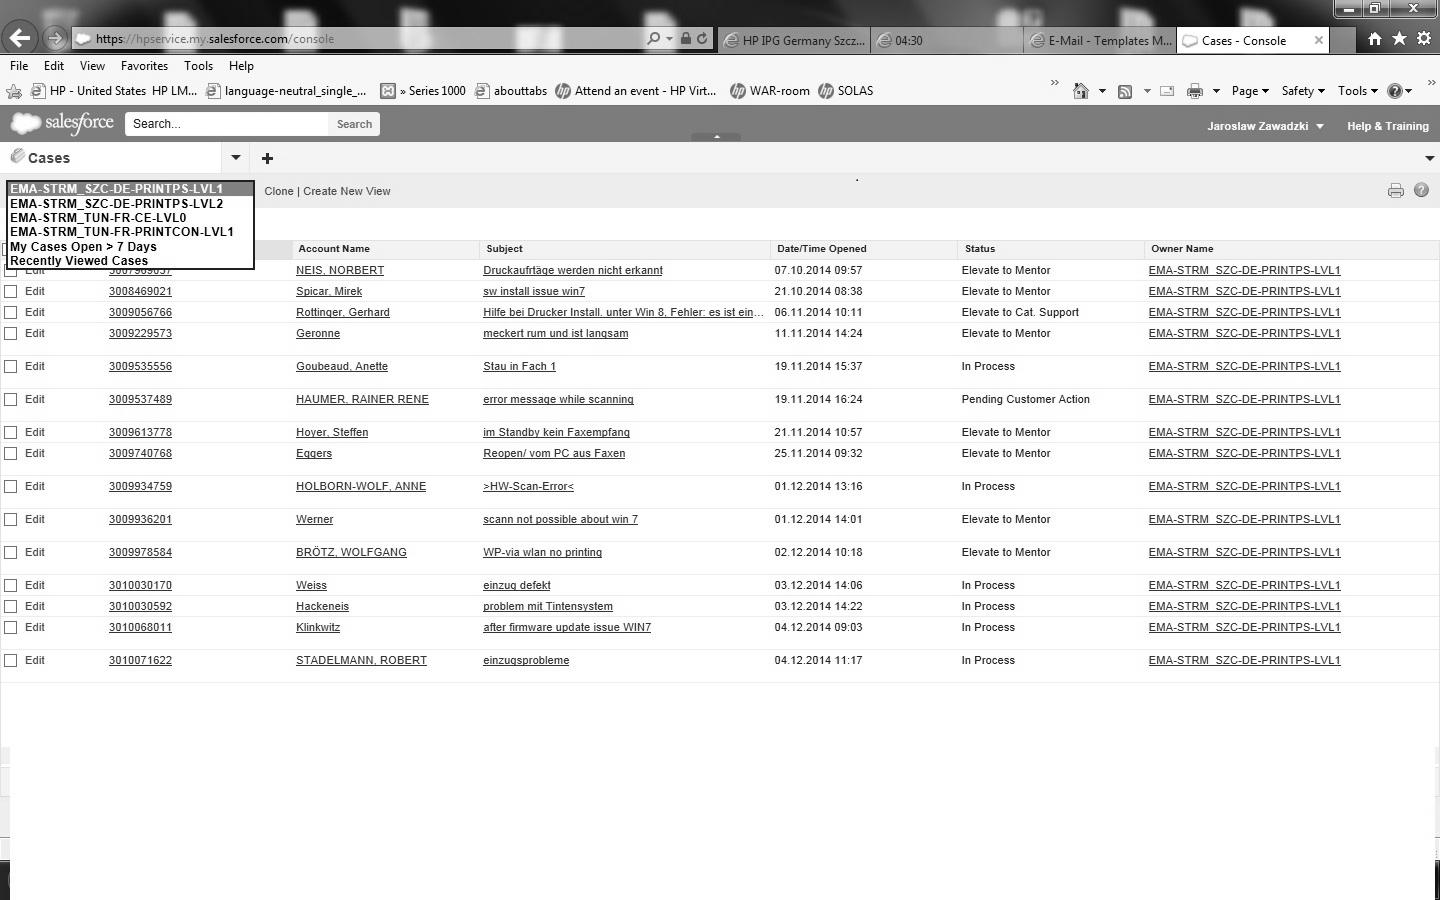 https://hpservice.my.salesforce.com/console
HP IPG Germany Szcz...
04:30
E-Mail - Templates M...
Cases - Console
File Edit View Favorites Tools Help
HP - United States HP LM... language-neutral_single_... » Series 1000 abouttabs Attend an event - HP Virt... WAR-room SOLAS
Page Safety Tools
salesforce Search... Search Jaroslaw Zawadzki Help & Training
Cases
EMA-STRM_SZC-DE-PRINTPS-LVL1 Clone | Create New View
EMA-STRM_SZC-DE-PRINTPS-LVL2
EMA-STRM_TUN-FR-CE-LVL0
EMA-STRM_TUN-FR-PRINTCON-LVL1
My Cases Open > 7 Days
Recently Viewed Cases
Account Name Subject Date/Time Opened Status Owner Name
Edit NEIS, NORBERT Druckaufrtäge werden nicht erkannt 07.10.2014 09:57 Elevate to Mentor EMA-STRM_SZC-DE-PRINTPS-LVL1
Edit 3008469021 Spicar, Mirek sw install issue win7 21.10.2014 08:38 Elevate to Mentor EMA-STRM_SZC-DE-PRINTPS-LVL1
Edit 3009056766 Rottinger, Gerhard Hilfe bei Drucker Install. unter Win 8, Fehler: es ist ein... 06.11.2014 10:11 Elevate to Cat. Support EMA-STRM_SZC-DE-PRINTPS-LVL1
Edit 3009229573 Geronne meckert rum und ist langsam 11.11.2014 14:24 Elevate to Mentor EMA-STRM_SZC-DE-PRINTPS-LVL1
Edit 3009535556 Goubeaud, Anette Stau in Fach 1 19.11.2014 15:37 In Process EMA-STRM_SZC-DE-PRINTPS-LVL1
Edit 3009537489 HAUMER, RAINER RENE error message while scanning 19.11.2014 16:24 Pending Customer Action EMA-STRM_SZC-DE-PRINTPS-LVL1
Edit 3009613778 Hoyer, Steffen im Standby kein Faxempfang 21.11.2014 10:57 Elevate to Mentor EMA-STRM_SZC-DE-PRINTPS-LVL1
Edit 3009740768 Eggers Reopen/ vom PC aus Faxen 25.11.2014 09:32 Elevate to Mentor EMA-STRM_SZC-DE-PRINTPS-LVL1
Edit 3009934759 HOLBORN-WOLF, ANNE >HW-Scan-Error< 01.12.2014 13:16 In Process EMA-STRM_SZC-DE-PRINTPS-LVL1
Edit 3009936201 Werner scann not possible about win 7 01.12.2014 14:01 Elevate to Mentor EMA-STRM_SZC-DE-PRINTPS-LVL1
Edit 3009978584 BRÖTZ, WOLFGANG WP-via wlan no printing 02.12.2014 10:18 Elevate to Mentor EMA-STRM_SZC-DE-PRINTPS-LVL1
Edit 3010030170 Weiss einzug defekt 03.12.2014 14:06 In Process EMA-STRM_SZC-DE-PRINTPS-LVL1
Edit 3010030592 Hackeneis problem mit Tintensystem 03.12.2014 14:22 In Process EMA-STRM_SZC-DE-PRINTPS-LVL1
Edit 3010068011 Klinkwitz after firmware update issue WIN7 04.12.2014 09:03 In Process EMA-STRM_SZC-DE-PRINTPS-LVL1
Edit 3010071622 STADELMANN, ROBERT einzugsprobleme 04.12.2014 11:17 In Process EMA-STRM_SZC-DE-PRINTPS-LVL1